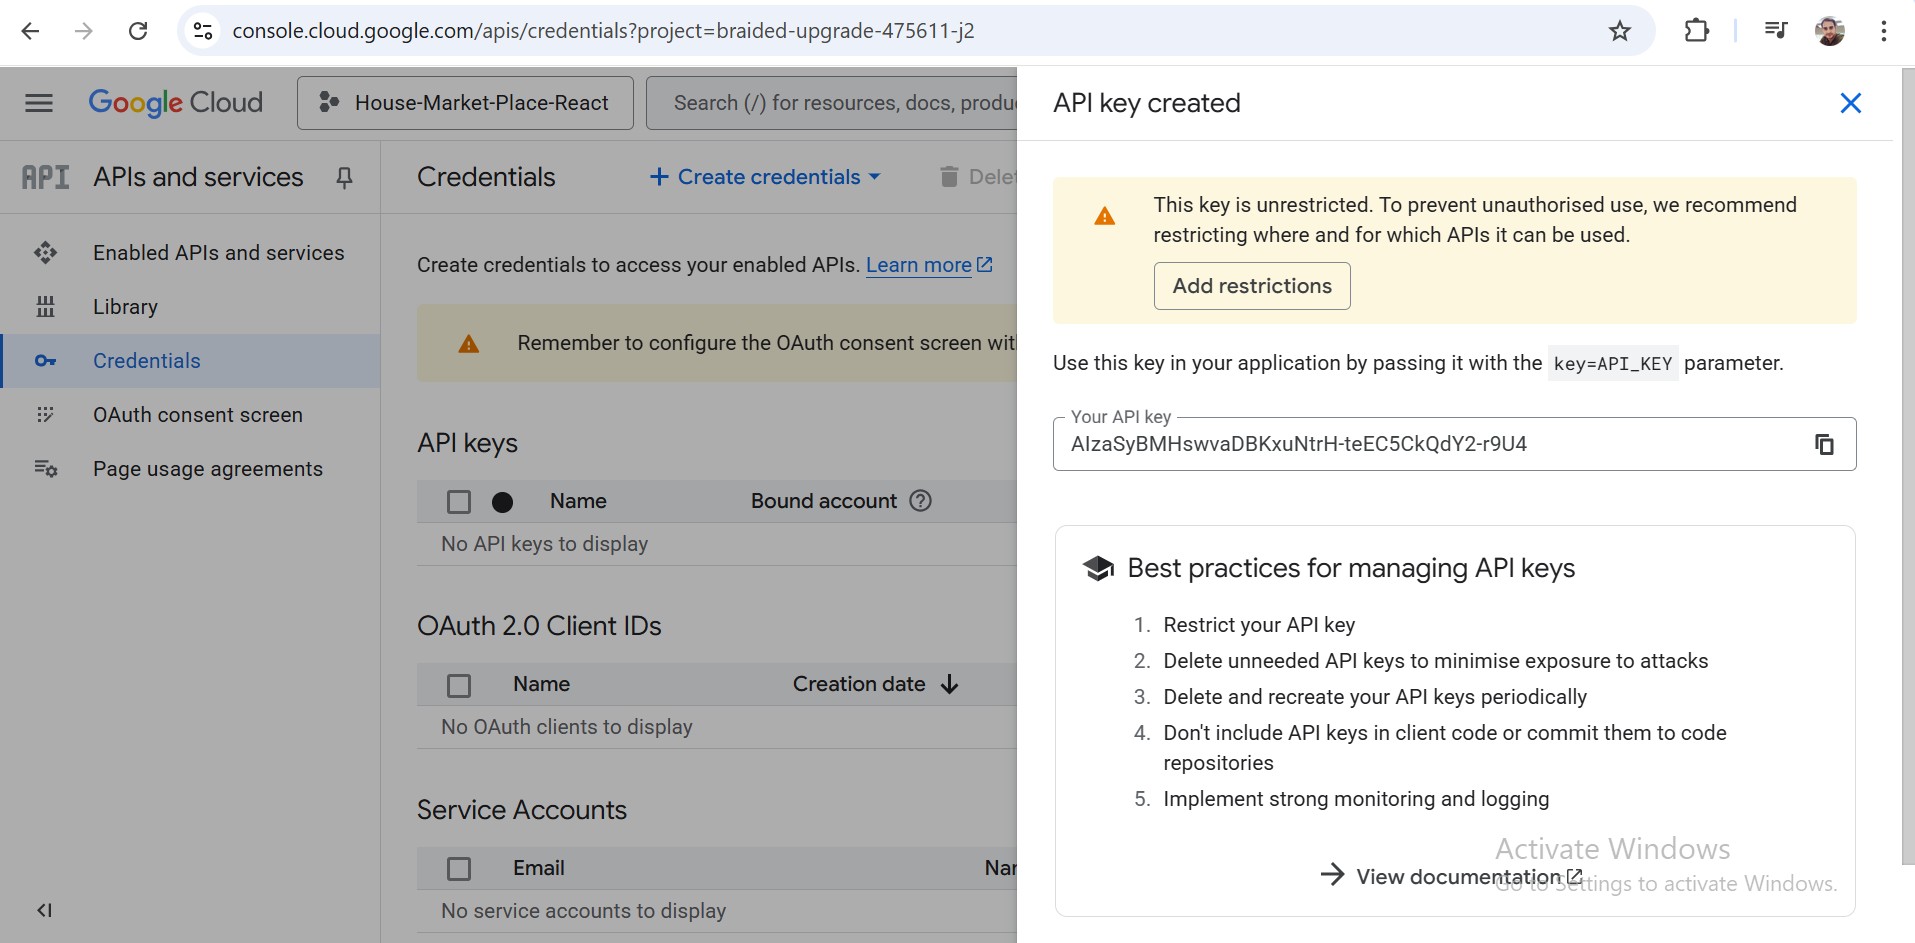 console.cloud.google.com/apis/credentials?project=braided-upgrade-475611-j2
Google Cloud
House-Market-Place-React
Search (/) for resources, docs, produ
API APIs and services
Enabled APIs and services
Library
Credentials
OAuth consent screen
Page usage agreements
Credentials
Create credentials
Delet
Create credentials to access your enabled APIs. Learn more
Remember to configure the OAuth consent screen wit
API keys
Name Bound account
No API keys to display
OAuth 2.0 Client IDs
Name Creation date
No OAuth clients to display
Service Accounts
Email Nar
No service accounts to display
API key created
This key is unrestricted. To prevent unauthorised use, we recommend
restricting where and for which APIs it can be used.
Add restrictions
Use this key in your application by passing it with the key=API_KEY parameter.
Your API key
AIzaSyBMHswvaDBKxuNtrH-teEC5CkQdY2-r9U4
Best practices for managing API keys
1. Restrict your API key
2. Delete unneeded API keys to minimise exposure to attacks
3. Delete and recreate your API keys periodically
4. Don't include API keys in client code or commit them to code
repositories
5. Implement strong monitoring and logging
View documentation
Activate Windows
Go to Settings to activate Windows.